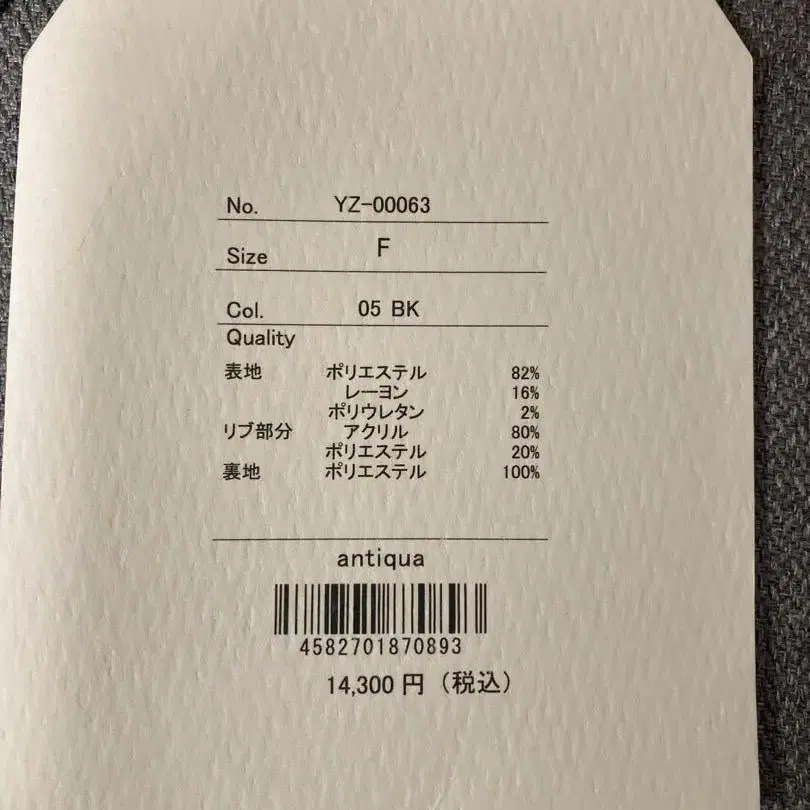 No. YZ-00063
Size F
Col. 05 BK
Quality
表地 ポリエステル 82%
レーヨン 16%
ポリウレタン 2%
リブ部分 アクリル 80%
ポリエステル 20%
裏地 ポリエステル 100%
antiqua
4582701870893
14,300 円 (税込)